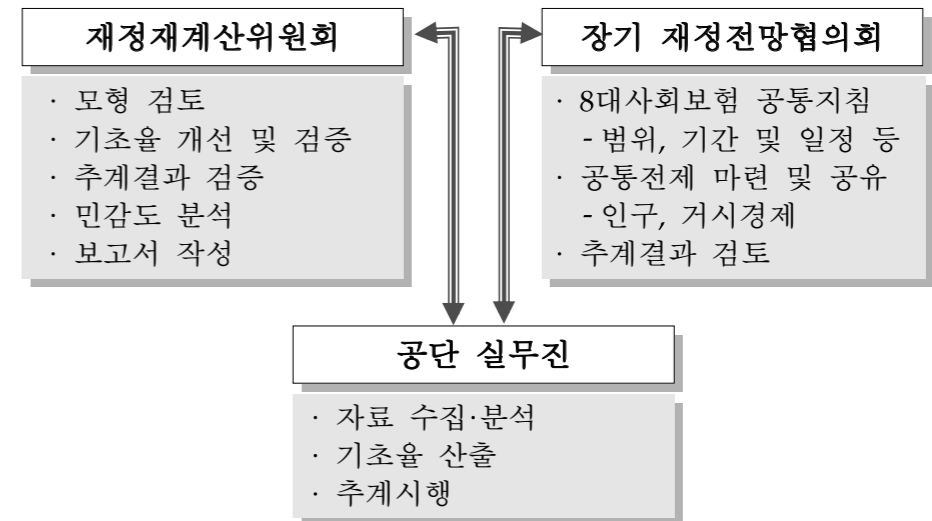 재정재계산위원회
· 모형 검토
· 기초율 개선 및 검증
· 추계결과 검증
· 민감도 분석
· 보고서 작성
장기 재정전망협의회
· 8대사회보험 공통지침
- 범위, 기간 및 일정 등
· 공통전제 마련 및 공유
- 인구, 거시경제
· 추계결과 검토
공단 실무진
· 자료 수집·분석
· 기초율 산출
· 추계시행